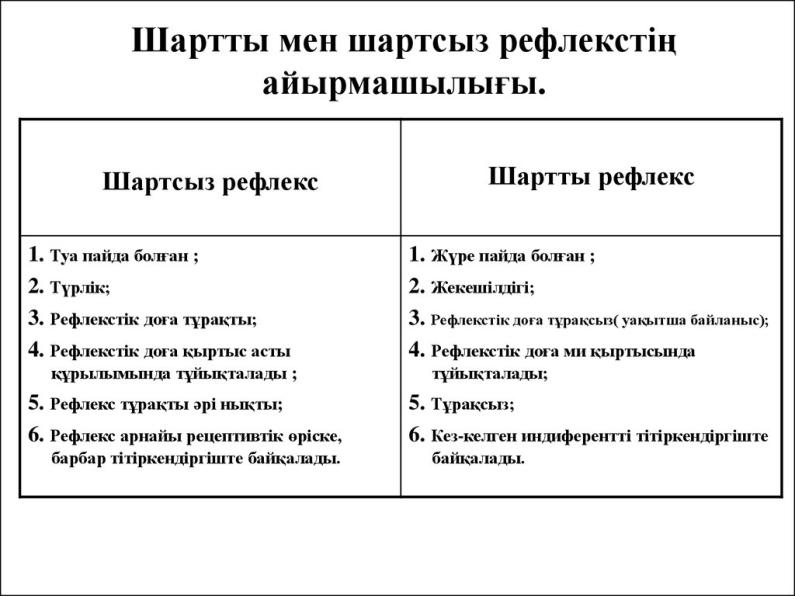 Шартты мен шартсыз рефлекстің
айырмашылығы.
Шартсыз рефлекс
Шартты рефлекс
1. Туа пайда болған ;
2. Түрлік;
3. Рефлекстік доға тұрақты;
4. Рефлекстік доға қыртыс асты
құрылымында тұйықталады ;
5. Рефлекс тұрақты әрі нықты;
6. Рефлекс арнайы рецептивтік өріске,
барбар тітіркендіргіште байқалады.
1. Жүре пайда болған ;
2. Жекешілдігі;
3. Рефлекстік доға тұрақсыз( уақытша байланыс);
4. Рефлекстік доға ми қыртысында
тұйықталады;
5. Тұрақсыз;
6. Кез-келген индиферентті тітіркендіргіште
байқалады.